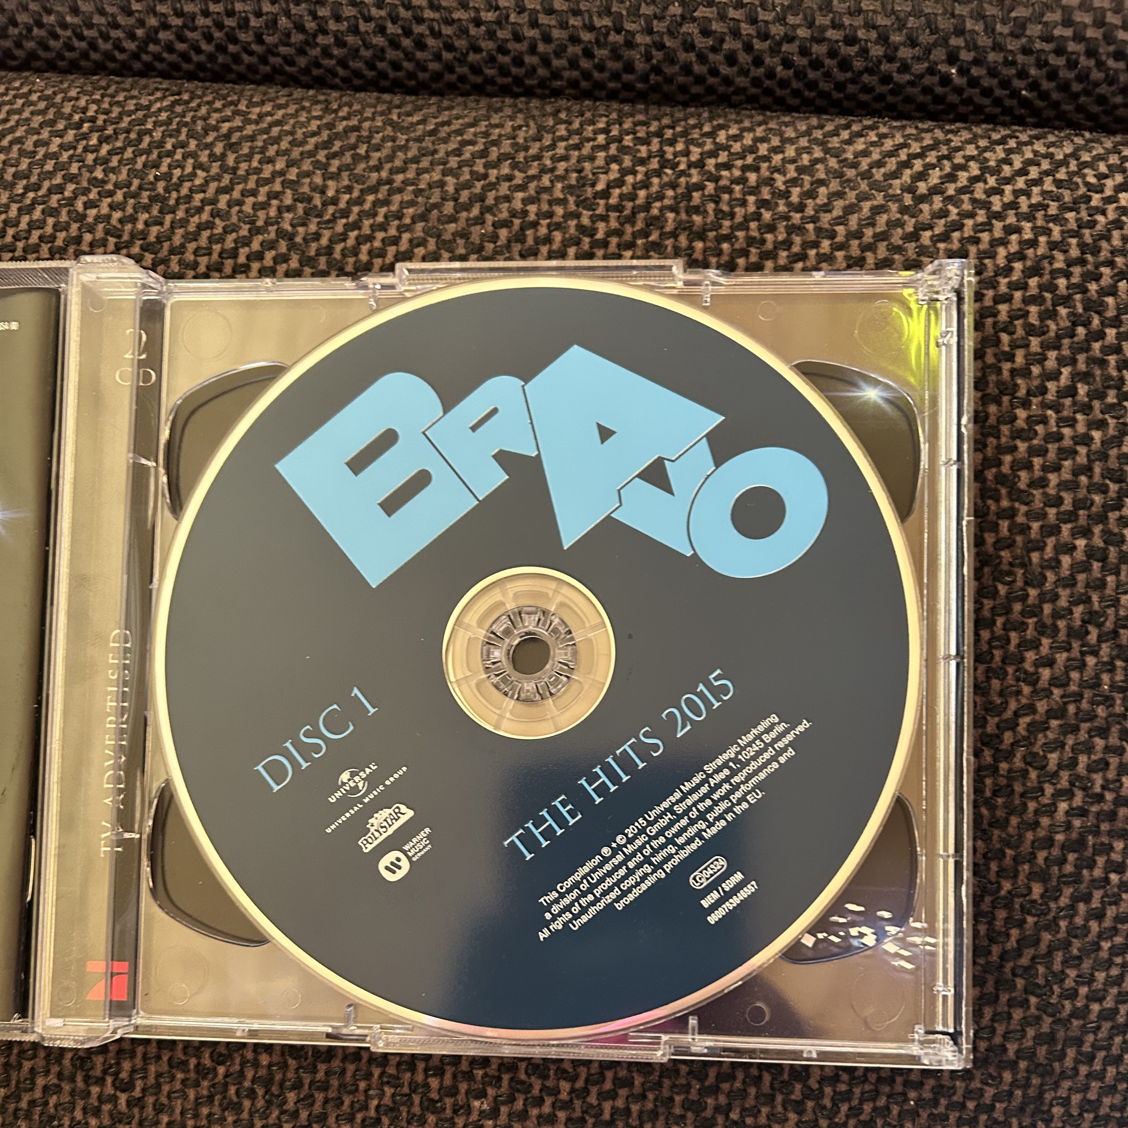 2
CD
TV ADVERTISED
7
BRAVO
DISC 1
THE HITS 2015
UNIVERSAL
UNIVERSAL MUSIC GROUP
POLYSTAR
WARNER
MUSIC
GERMANY
This Compilation ℗ + © 2015 Universal Music Strategic Marketing
a division of Universal Music GmbH, Stralauer Allee 1, 10245 Berlin.
All rights of the producer and of the owner of the work reproduced reserved.
Unauthorized copying, hiring, lending, public performance and
broadcasting prohibited. Made in the EU.
LC 04324
BIEM / SDRM